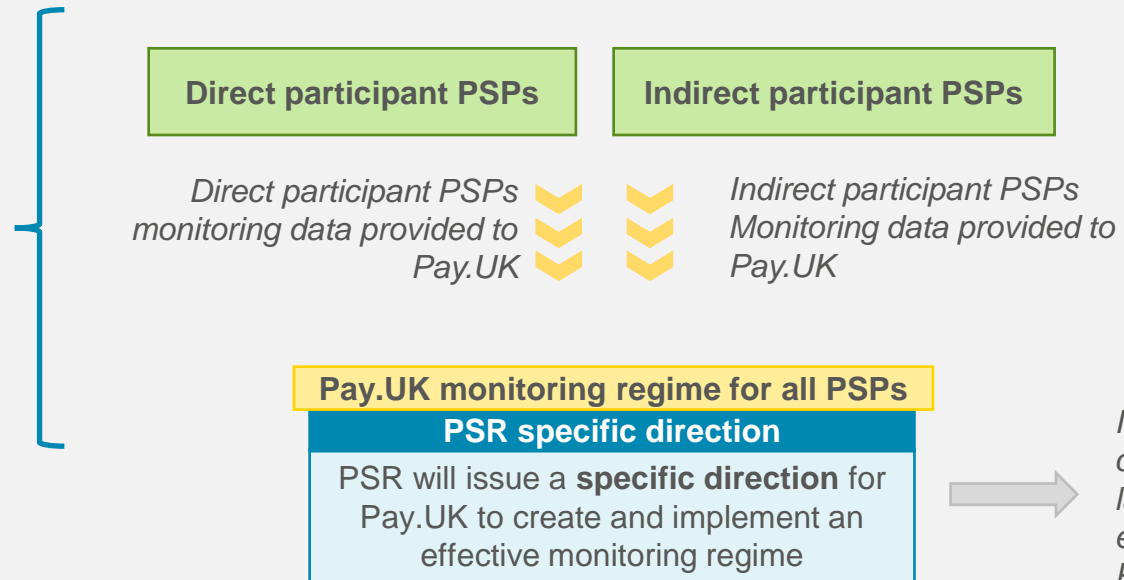 Direct participant PSPs
Indirect participant PSPs
Direct participant PSPs
monitoring data provided to
Pay.UK
Indirect participant PSPs
Monitoring data provided to
Pay.UK
Pay.UK monitoring regime for all PSPs
PSR specific direction
PSR will issue a specific direction for
Pay.UK to create and implement an
effective monitoring regime